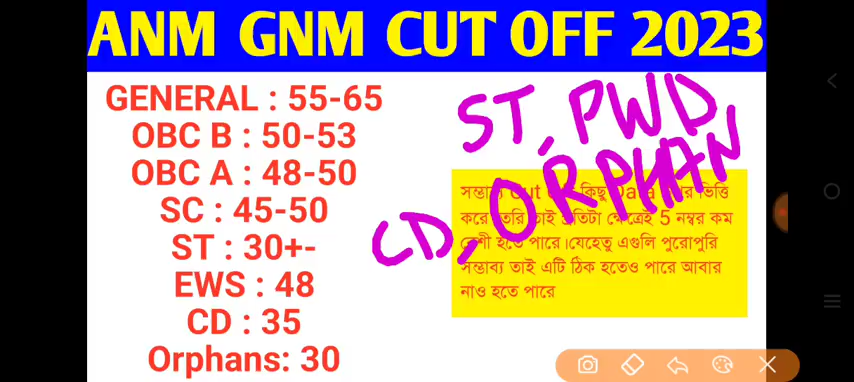 ANM GNM CUT OFF 2023
GENERAL : 55-65
OBC B : 50-53
OBC A : 48-50
SC : 45-50
ST : 30+-
EWS : 48
CD : 35
Orphans: 30
ST, PWD
CD, ORPHAN
সম্ভাব্য Cut কিছু Data ভিত্তি
করে তৈরি তাই প্রতিটা ক্ষেত্রেই 5 নম্বর কম
হতে পারে।যেহেতু এগুলি পুরোপুরি
সম্ভাব্য তাই এটি ঠিক হতেও পারে আবার
নাও হতে পারে